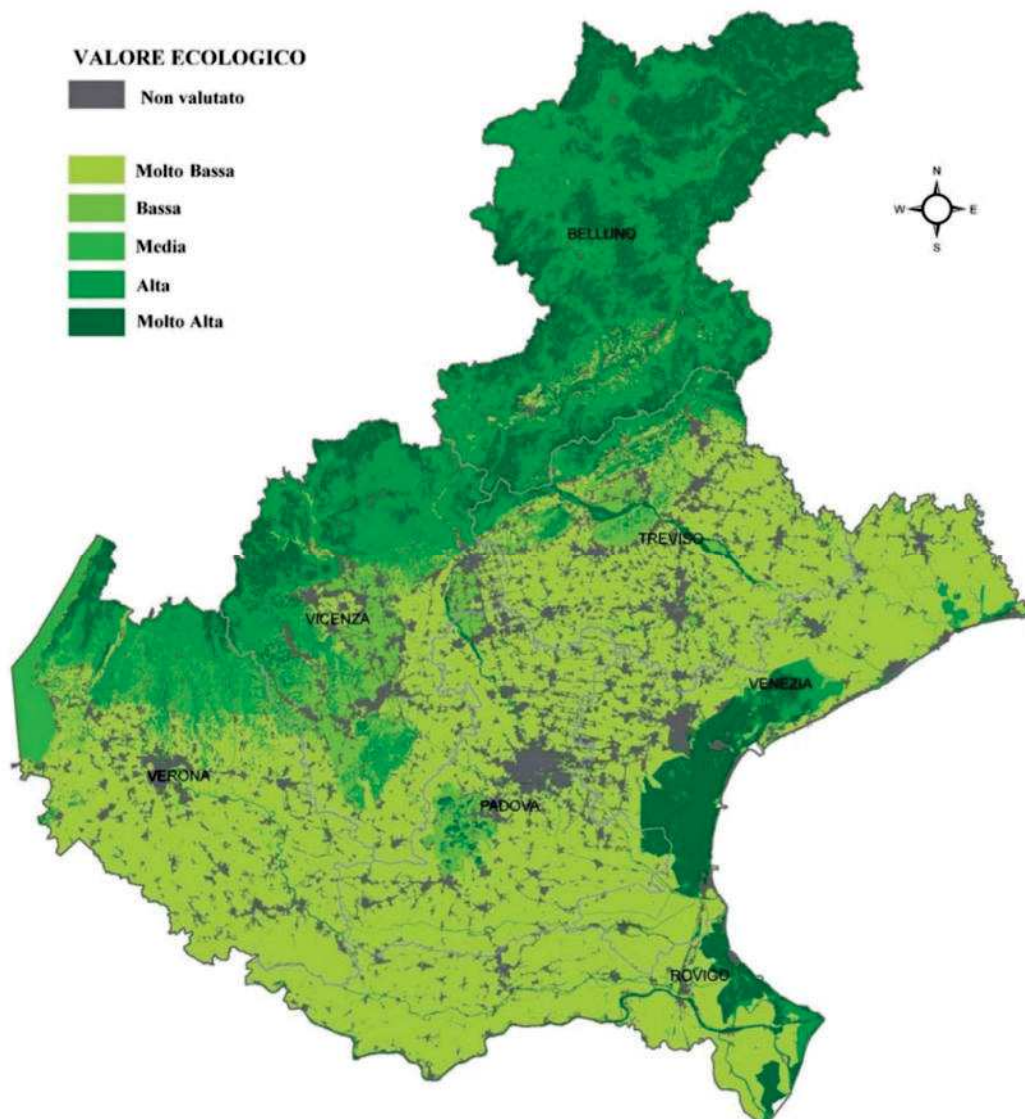 VALORE ECOLOGICO
Non valutato
Molto Bassa
Bassa
Media
Alta
Molto Alta
N
W E
S
BELLUNO
TREVISO
VICENZA
VENEZIA
VERONA
PADOVA
ROVIGO